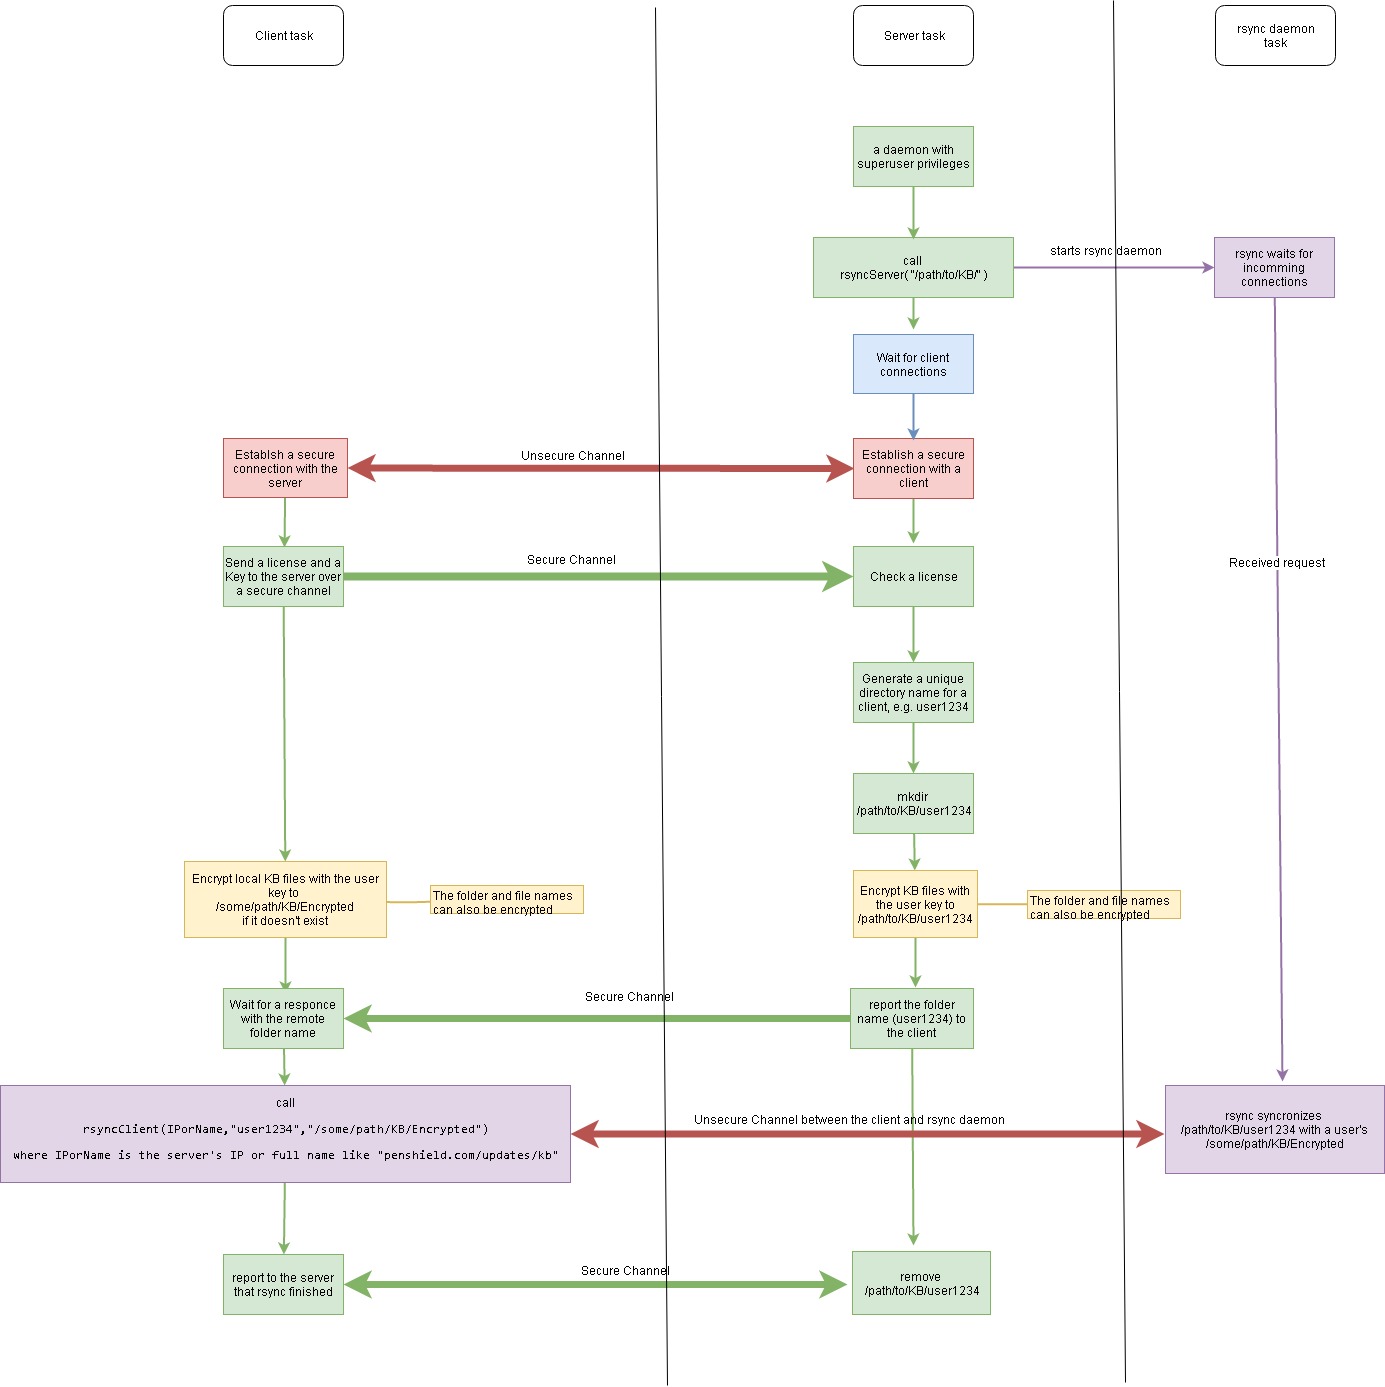 Client task
Server task
rsync daemon
task
a daemon with
superuser privileges
call
rsyncServer( "/path/to/KB/" )
starts rsync daemon
rsync waits for
incomming
connections
Wait for client
connections
Establsh a secure
connection with the
server
Unsecure Channel
Establish a secure
connection with a
client
Send a license and a
Key to the server over
a secure channel
Secure Channel
Check a license
Received request
Generate a unique
directory name for a
client, e.g. user1234
mkdir
/path/to/KB/user1234
Encrypt local KB files with the user
key to
/some/path/KB/Encrypted
if it doesn't exist
The folder and file names
can also be encrypted
Encrypt KB files with
the user key to
/path/to/KB/user1234
The folder and file names
can also be encrypted
Wait for a responce
with the remote
folder name
Secure Channel
report the folder
name (user1234) to
the client
call
rsyncClient(IPorName,"user1234","/some/path/KB/Encrypted")
where IPorName is the server's IP or full name like "penshield.com/updates/kb"
Unsecure Channel between the client and rsync daemon
rsync syncronizes
/path/to/KB/user1234 with a user's
/some/path/KB/Encrypted
report to the server
that rsync finished
Secure Channel
remove
/path/to/KB/user1234